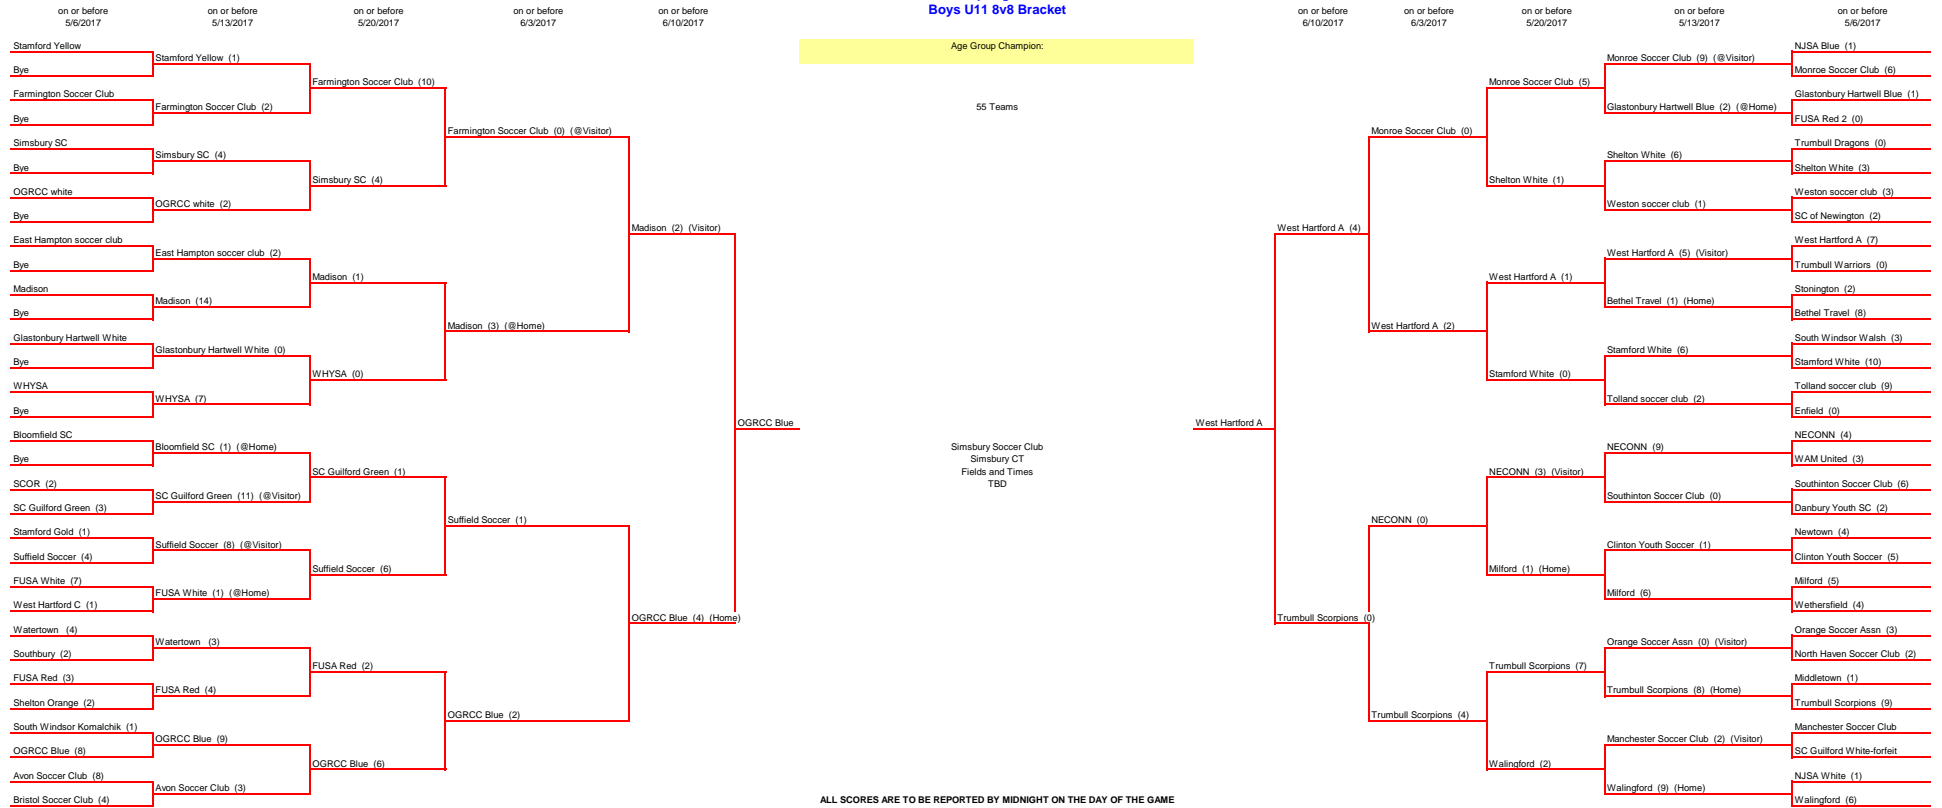 Boys U11 8v8 Bracket
on or before
5/6/2017
on or before
5/13/2017
on or before
5/20/2017
on or before
6/3/2017
on or before
6/10/2017
on or before
6/10/2017
on or before
6/3/2017
on or before
5/20/2017
on or before
5/13/2017
on or before
5/6/2017
Stamford Yellow
Bye
Farmington Soccer Club
Bye
Simsbury SC
Bye
OGRCC white
Bye
East Hampton soccer club
Bye
Madison
Bye
Glastonbury Hartwell White
Bye
WHYSA
Bye
Bloomfield SC
Bye
SCOR (2)
SC Guilford Green (3)
Stamford Gold (1)
Suffield Soccer (4)
FUSA White (7)
West Hartford C (1)
Watertown (4)
Southbury (2)
FUSA Red (3)
Shelton Orange (2)
South Windsor Komalchik (1)
OGRCC Blue (8)
Avon Soccer Club (8)
Bristol Soccer Club (4)
Stamford Yellow (1)
Farmington Soccer Club (2)
Simsbury SC (4)
OGRCC white (2)
East Hampton soccer club (2)
Madison (14)
Glastonbury Hartwell White (0)
WHYSA (7)
Bloomfield SC (1) (@Home)
SC Guilford Green (11) (@Visitor)
Suffield Soccer (8) (@Visitor)
FUSA White (1) (@Home)
Watertown (3)
FUSA Red (4)
OGRCC Blue (9)
Avon Soccer Club (3)
Farmington Soccer Club (10)
Simsbury SC (4)
Madison (1)
WHYSA (0)
SC Guilford Green (1)
Suffield Soccer (6)
FUSA Red (2)
OGRCC Blue (6)
Farmington Soccer Club (0) (@Visitor)
Madison (3) (@Home)
Suffield Soccer (1)
OGRCC Blue (2)
Madison (2) (Visitor)
OGRCC Blue (4) (Home)
OGRCC Blue
Age Group Champion:
55 Teams
Simsbury Soccer Club
Simsbury CT
Fields and Times
TBD
ALL SCORES ARE TO BE REPORTED BY MIDNIGHT ON THE DAY OF THE GAME
West Hartford A
West Hartford A (4)
Trumbull Scorpions (0)
Monroe Soccer Club (0)
West Hartford A (2)
NECONN (0)
Trumbull Scorpions (4)
Monroe Soccer Club (5)
Shelton White (1)
West Hartford A (1)
Stamford White (0)
NECONN (3) (Visitor)
Milford (1) (Home)
Trumbull Scorpions (7)
Walingford (2)
Monroe Soccer Club (9) (@Visitor)
Glastonbury Hartwell Blue (2) (@Home)
Shelton White (6)
Weston soccer club (1)
West Hartford A (5) (Visitor)
Bethel Travel (1) (Home)
Stamford White (6)
Tolland soccer club (2)
NECONN (9)
Southinton Soccer Club (0)
Clinton Youth Soccer (1)
Milford (6)
Orange Soccer Assn (0) (Visitor)
Trumbull Scorpions (8) (Home)
Manchester Soccer Club (2) (Visitor)
Walingford (9) (Home)
NJSA Blue (1)
Monroe Soccer Club (6)
Glastonbury Hartwell Blue (1)
FUSA Red 2 (0)
Trumbull Dragons (0)
Shelton White (3)
Weston soccer club (3)
SC of Newington (2)
West Hartford A (7)
Trumbull Warriors (0)
Stonington (2)
Bethel Travel (8)
South Windsor Walsh (3)
Stamford White (10)
Tolland soccer club (9)
Enfield (0)
NECONN (4)
WAM United (3)
Southinton Soccer Club (6)
Danbury Youth SC (2)
Newtown (4)
Clinton Youth Soccer (5)
Milford (5)
Wethersfield (4)
Orange Soccer Assn (3)
North Haven Soccer Club (2)
Middletown (1)
Trumbull Scorpions (9)
Manchester Soccer Club
SC Guilford White-forfeit
NJSA White (1)
Walingford (6)